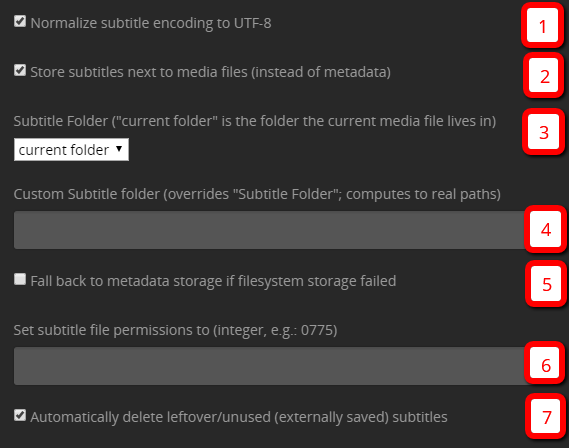 Normalize subtitle encoding to UTF-8 1
Store subtitles next to media files (instead of metadata) 2
Subtitle Folder ("current folder" is the folder the current media file lives in) 3
current folder
Custom Subtitle folder (overrides "Subtitle Folder"; computes to real paths)
4
Fall back to metadata storage if filesystem storage failed 5
Set subtitle file permissions to (integer, e.g.: 0775)
6
Automatically delete leftover/unused (externally saved) subtitles 7